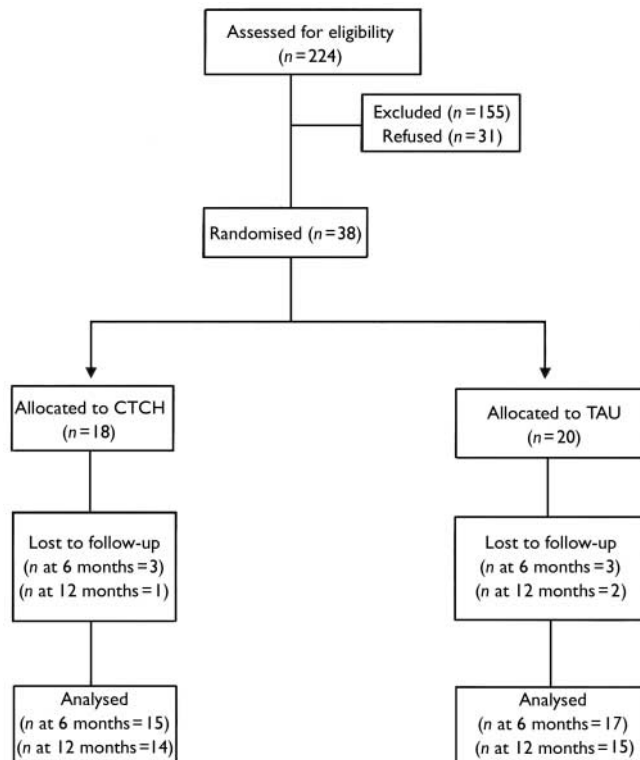 Assessed for eligibility
(n=224)
Excluded (n=155)
Refused (n=31)
Randomised (n=38)
Allocated to CTCH
(n=18)
Allocated to TAU
(n=20)
Lost to follow-up
(n at 6 months=3)
(n at 12 months=1)
Lost to follow-up
(n at 6 months=3)
(n at 12 months=2)
Analysed
(n at 6 months=15)
(n at 12 months=14)
Analysed
(n at 6 months=17)
(n at 12 months=15)